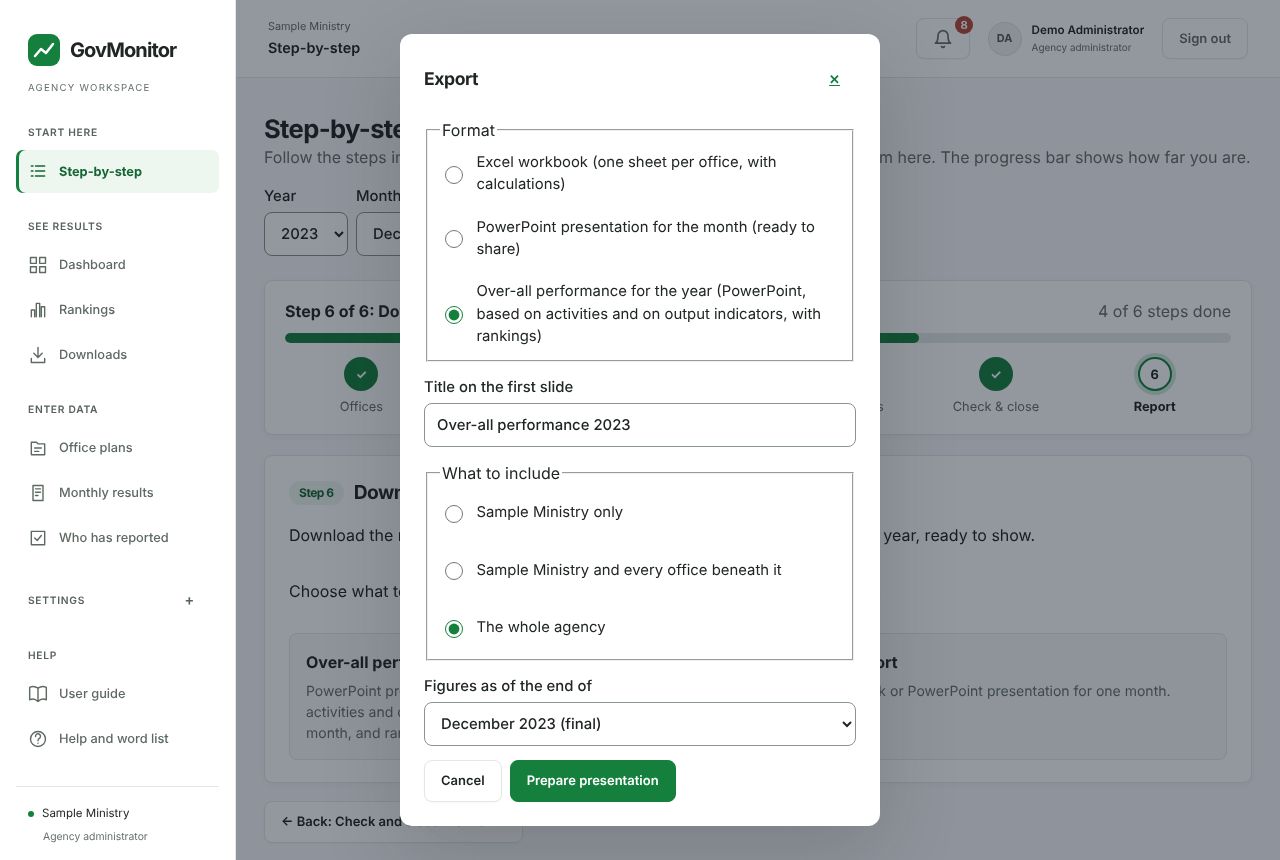 GovMonitor
AGENCY WORKSPACE
START HERE
Step-by-step
SEE RESULTS
Dashboard
Rankings
Downloads
ENTER DATA
Office plans
Monthly results
Who has reported
SETTINGS
+
HELP
User guide
Help and word list
Sample Ministry
Agency administrator
Sample Ministry
Step-by-step
8
DA
Demo Administrator
Agency administrator
Sign out
Follow the steps
here. The progress bar shows how far you are.
Year
Month
2023
Dec
Step 6 of 6:
4 of 6 steps done
Offices
Check & close
6
Report
Step 6
Download the
year, ready to show.
Choose what
PowerPoint
activities and
month, and
or PowerPoint presentation for one month.
← Back: Check and
Export
×
Format
Excel workbook (one sheet per office, with
calculations)
PowerPoint presentation for the month (ready to
share)
Over-all performance for the year (PowerPoint,
based on activities and on output indicators, with
rankings)
Title on the first slide
Over-all performance 2023
What to include
Sample Ministry only
Sample Ministry and every office beneath it
The whole agency
Figures as of the end of
December 2023 (final)
Cancel
Prepare presentation